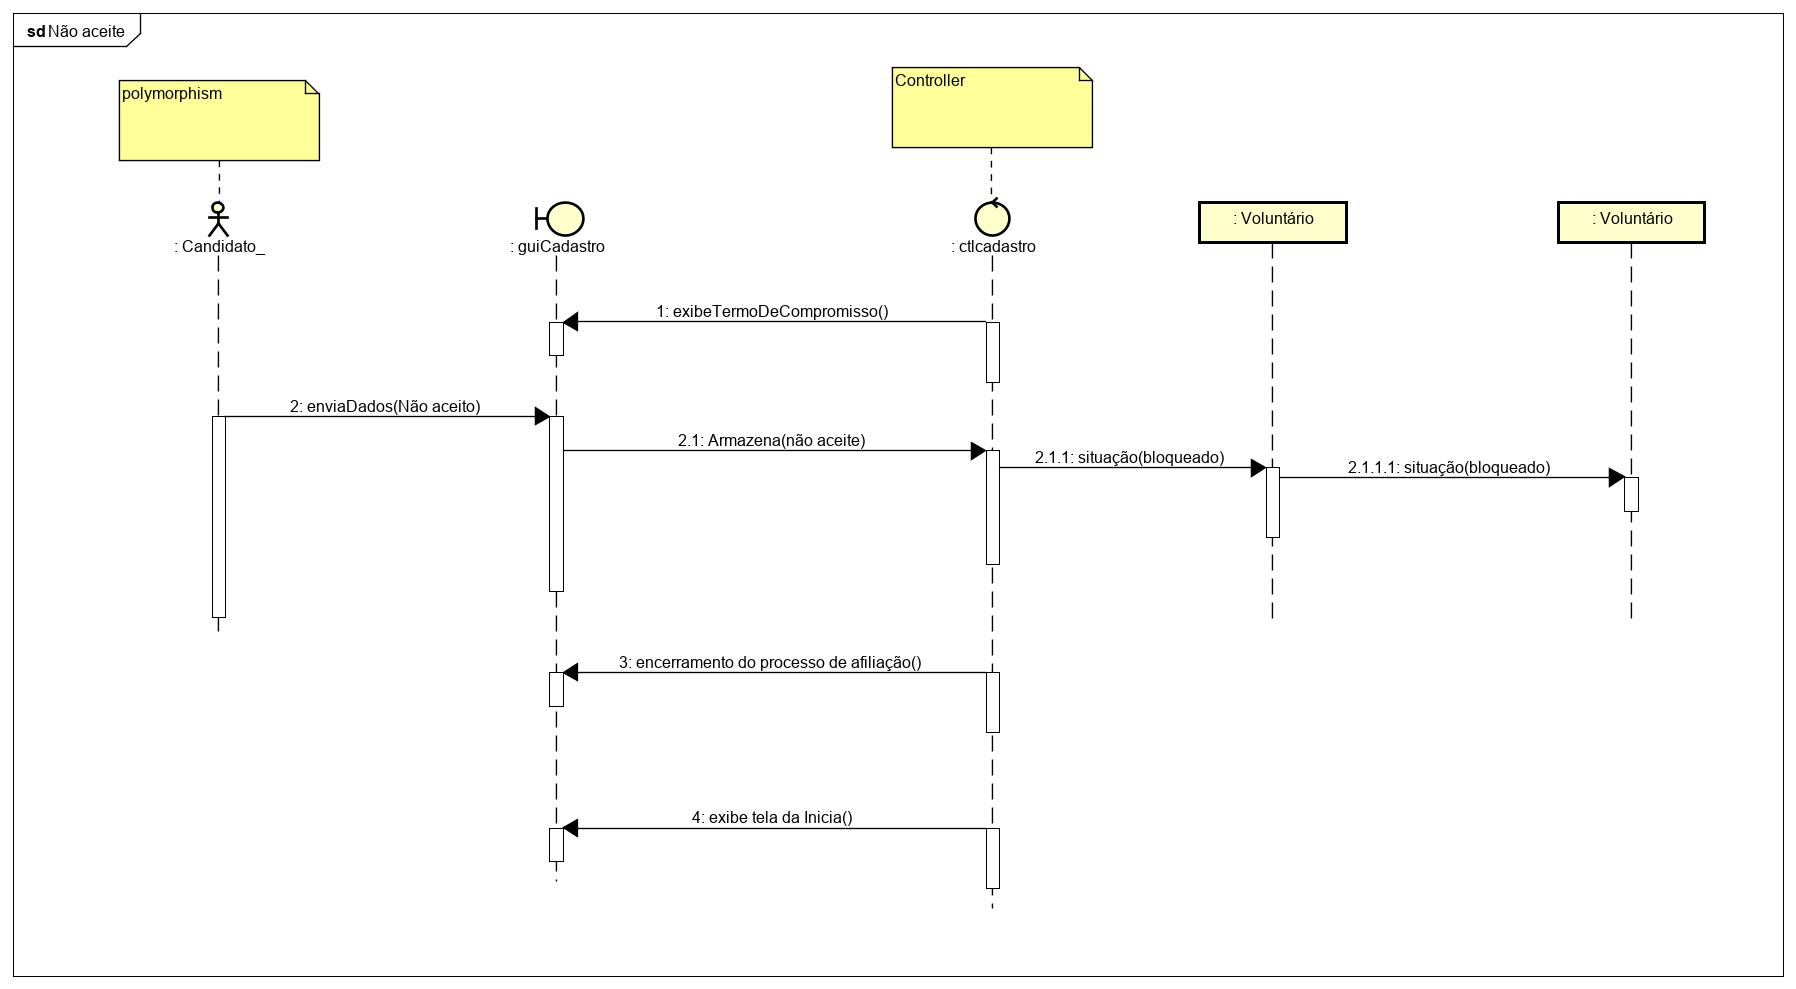 sd Não aceite
polymorphism
Controller
: Candidato_
: guiCadastro
: ctlcadastro
: Voluntário
: Voluntário
1: exibeTermoDeCompromisso()
2: enviaDados(Não aceito)
2.1: Armazena(não aceite)
2.1.1: situação(bloqueado)
2.1.1.1: situação(bloqueado)
3: encerramento do processo de afiliação()
4: exibe tela da Inicia()